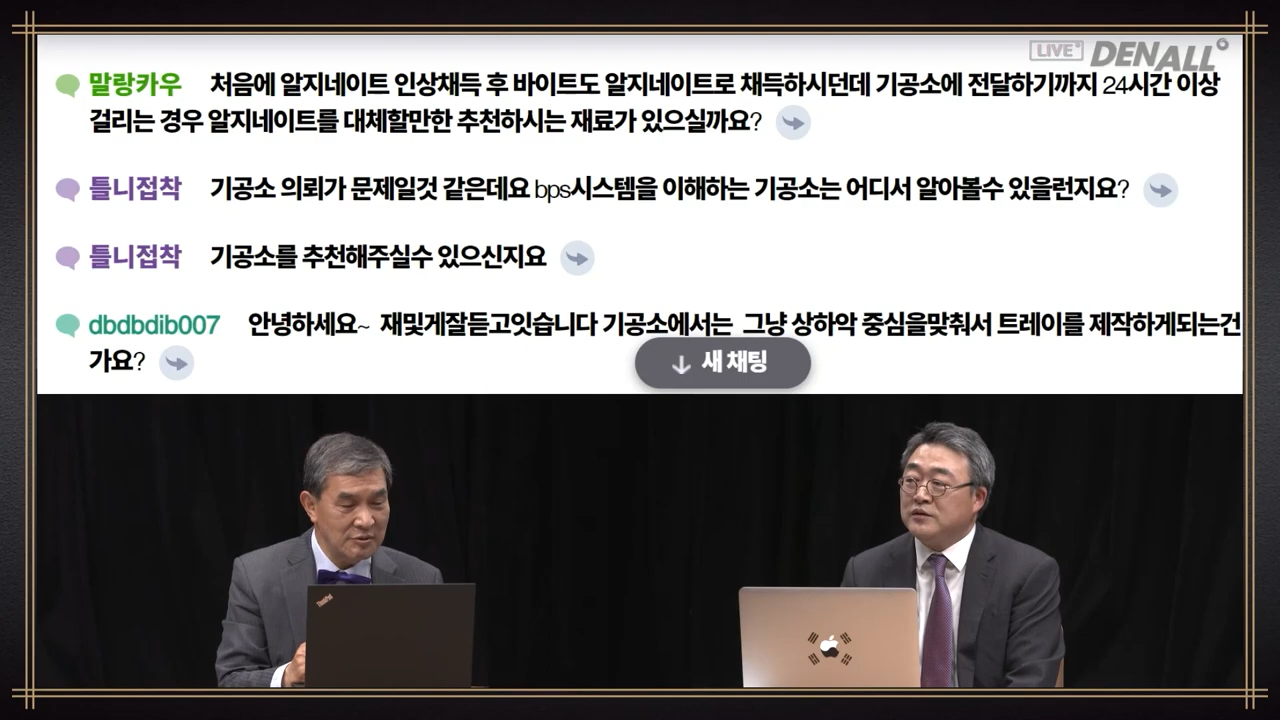 LIVE DENALL
말랑카우 처음에 알지네이트 인상채득 후 바이트도 알지네이트로 채득하시던데 기공소에 전달하기까지 24시간 이상
걸리는 경우 알지네이트를 대체할만한 추천하시는 재료가 있으실까요?
틀니접착 기공소 의뢰가 문제일것 같은데요 bps시스템을 이해하는 기공소는 어디서 알아볼수 있을런지요?
틀니접착 기공소를 추천해주실수 있으신지요
dbdbdib007 안녕하세요~ 재밌게잘듣고잇습니다 기공소에서는 그냥 상하악 중심을맞춰서 트레이를 제작하게되는건
가요?
↓ 새 채팅
ThinkPad